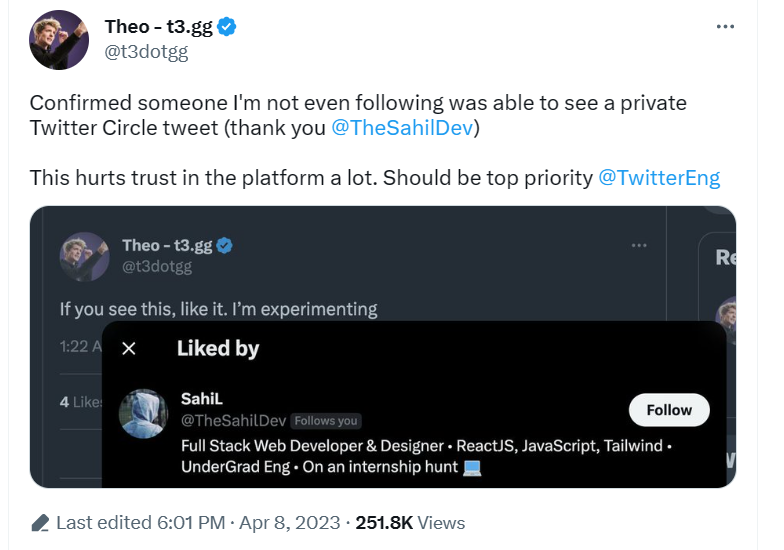 Theo - t3.gg
@t3dotgg
Confirmed someone I'm not even following was able to see a private
Twitter Circle tweet (thank you @TheSahilDev)
This hurts trust in the platform a lot. Should be top priority @TwitterEng
Theo - t3.gg
@t3dotgg
If you see this, like it. I'm experimenting
1:22 A
4 Like
Liked by
SahiL
@TheSahilDev Follows you
Follow
Full Stack Web Developer & Designer • ReactJS, JavaScript, Tailwind •
UnderGrad Eng • On an internship hunt 💻
Re
Last edited 6:01 PM · Apr 8, 2023 · 251.8K Views